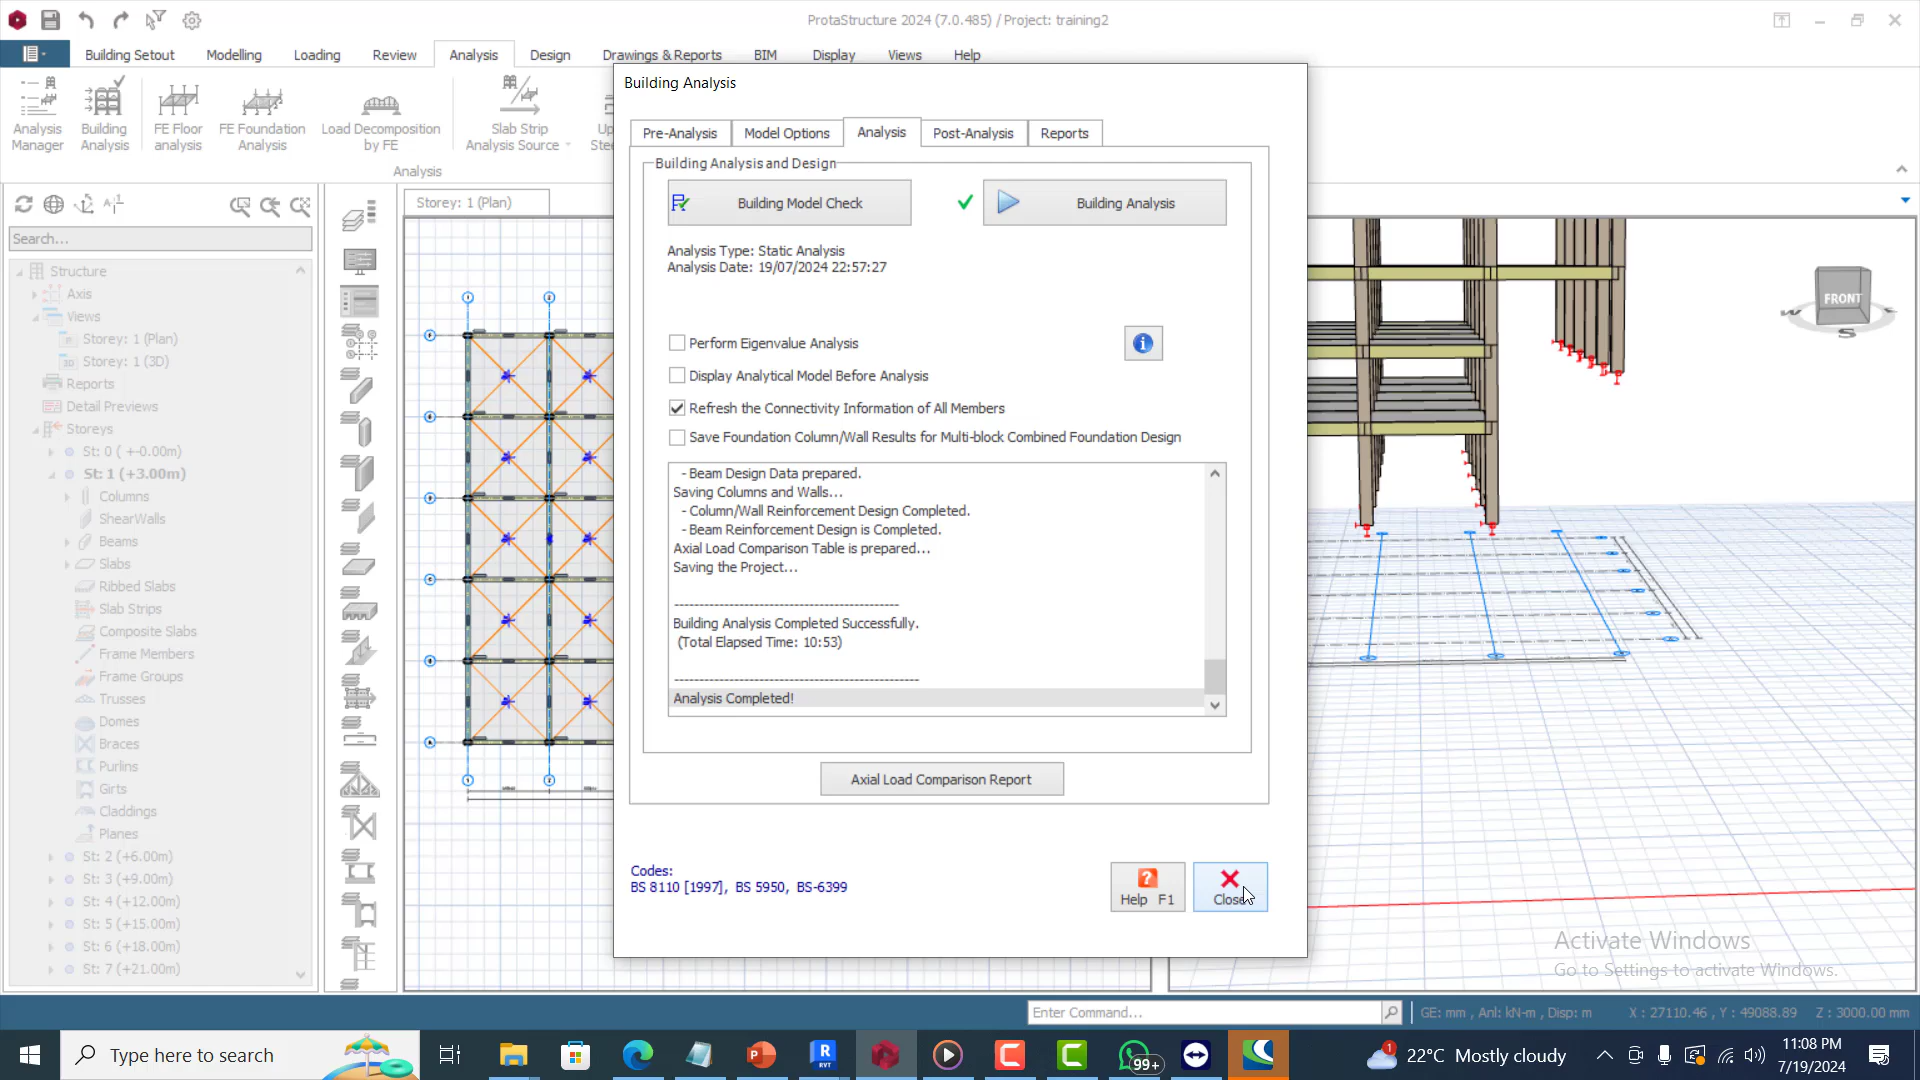 ProtaStructure 2024 (7.0.485) / Project: training2
Building Setout
Modelling
Loading
Review
Analysis
Design
Drawings & Reports
BIM
Display
Views
Help
Analysis Manager
Building Analysis
FE Floor analysis
FE Foundation Analysis
Load Decomposition by FE
Slab Strip Analysis Source
Analysis
Search...
Structure
Axis
Views
Storey: 1 (Plan)
Storey: 1 (3D)
Reports
Detail Previews
Storeys
St: 0 ( +-0.00m)
St: 1 (+3.00m)
Columns
ShearWalls
Beams
Slabs
Ribbed Slabs
Slab Strips
Composite Slabs
Frame Members
Frame Groups
Trusses
Domes
Braces
Purlins
Girts
Claddings
Planes
St: 2 (+6.00m)
St: 3 (+9.00m)
St: 4 (+12.00m)
St: 5 (+15.00m)
St: 6 (+18.00m)
St: 7 (+21.00m)
Storey: 1 (Plan)
Building Analysis
Pre-Analysis
Model Options
Analysis
Post-Analysis
Reports
Building Analysis and Design
Building Model Check
Building Analysis
Analysis Type: Static Analysis
Analysis Date: 19/07/2024 22:57:27
Perform Eigenvalue Analysis
Display Analytical Model Before Analysis
Refresh the Connectivity Information of All Members
Save Foundation Column/Wall Results for Multi-block Combined Foundation Design
- Beam Design Data prepared.
Saving Columns and Walls...
- Column/Wall Reinforcement Design Completed.
- Beam Reinforcement Design is Completed.
Axial Load Comparison Table is prepared...
Saving the Project...
Building Analysis Completed Successfully.
(Total Elapsed Time: 10:53)
Analysis Completed!
Axial Load Comparison Report
Codes:
BS 8110 [1997], BS 5950, BS-6399
Help F1
Close
FRONT
W
S
Activate Windows
Go to Settings to activate Windows.
Enter Command...
GE: mm , Anl: kN-m , Disp: m
X : 27110.46 , Y : 49088.89
Z : 3000.00 mm
Type here to search
99+
22°C Mostly cloudy
11:08 PM
7/19/2024